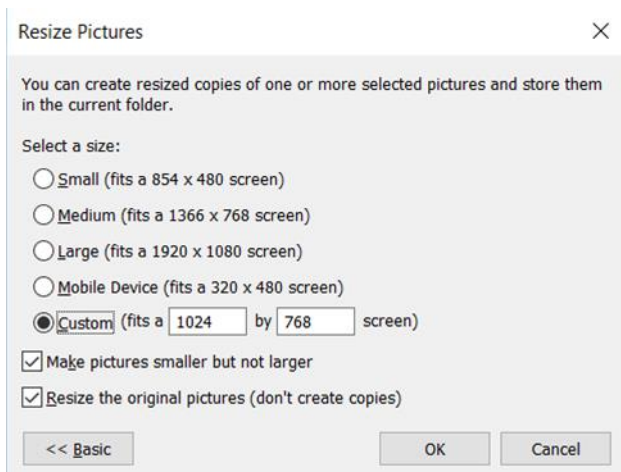 Resize Pictures
You can create resized copies of one or more selected pictures and store them
in the current folder.
Select a size:
Small (fits a 854 x 480 screen)
Medium (fits a 1366 x 768 screen)
Large (fits a 1920 x 1080 screen)
Mobile Device (fits a 320 x 480 screen)
Custom (fits a 1024 by 768 screen)
Make pictures smaller but not larger
Resize the original pictures (don't create copies)
<< Basic OK Cancel